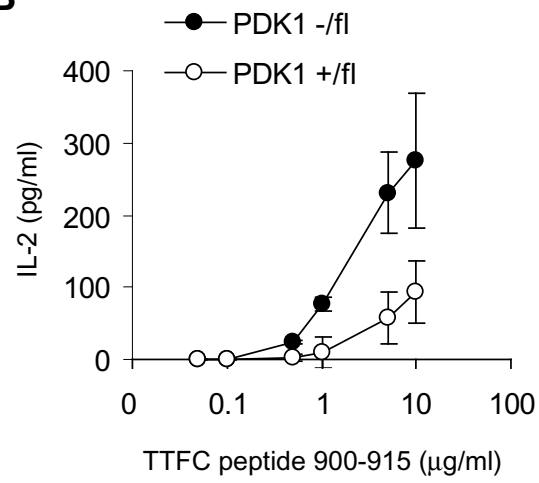 B
PDK1 -/fl
PDK1 +/fl
400
300
200
100
0
IL-2 (pg/ml)
0 0.1 1 10 100
TTFC peptide 900-915 (μg/ml)